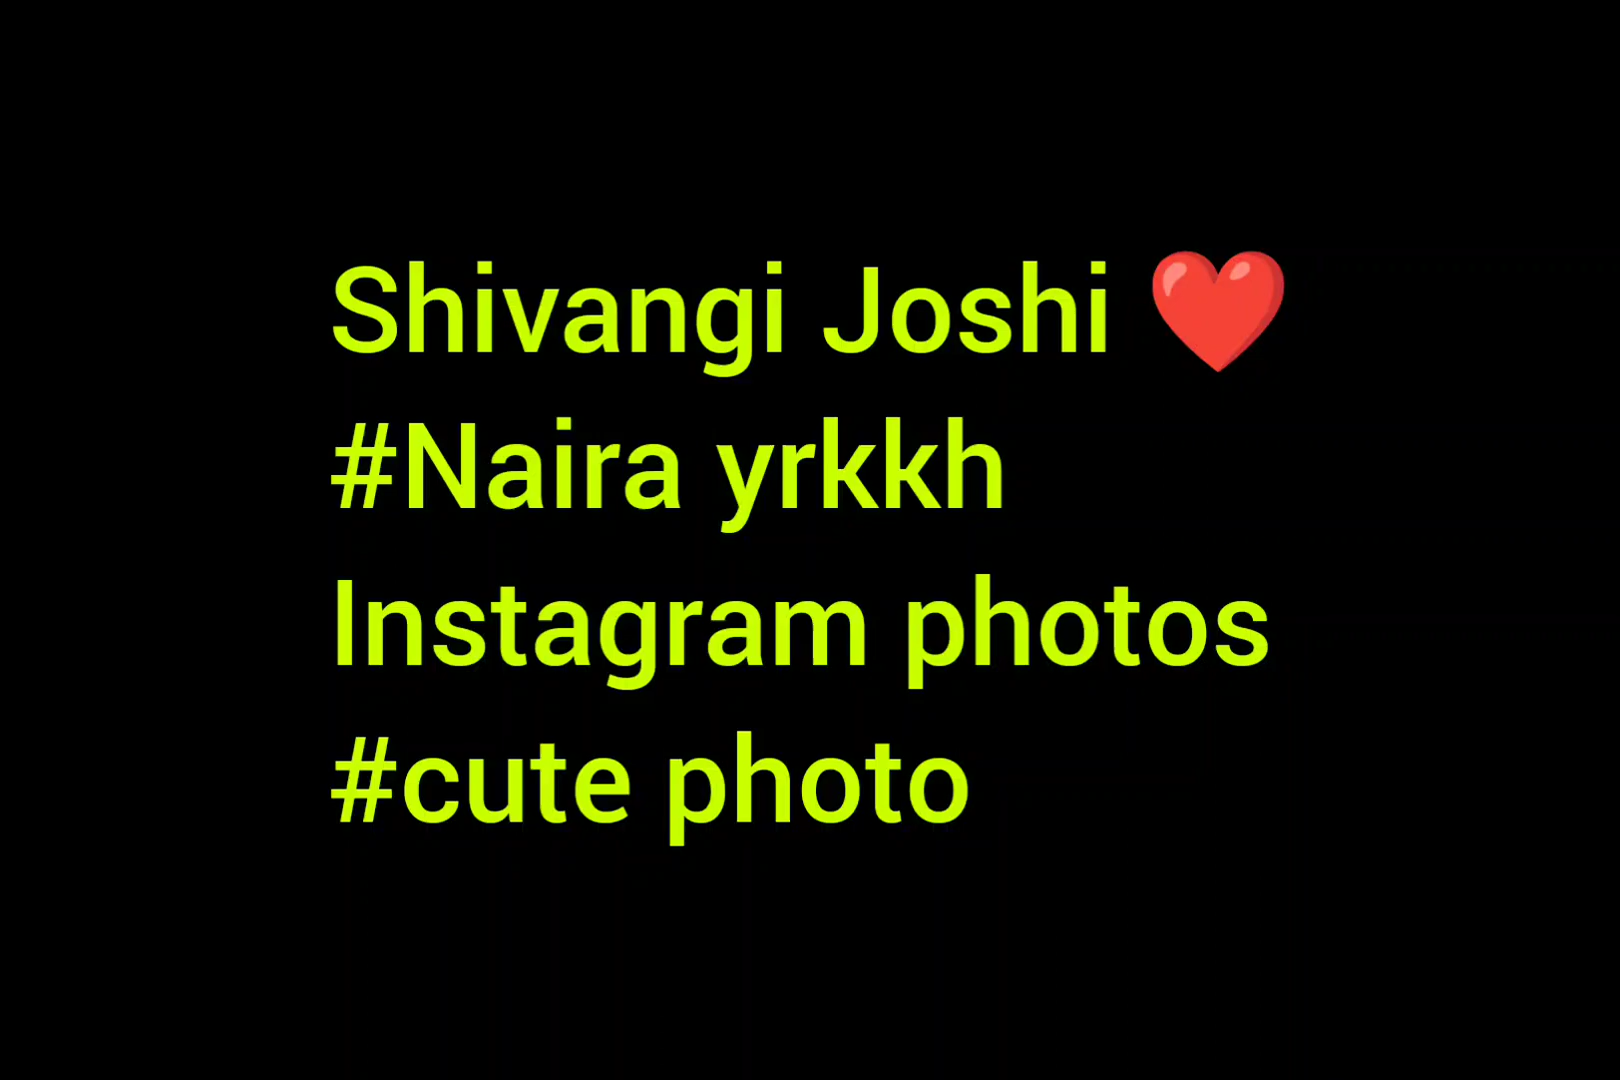 Shivangi Joshi ❤️
#Naira yrkkh
Instagram photos
#cute photo